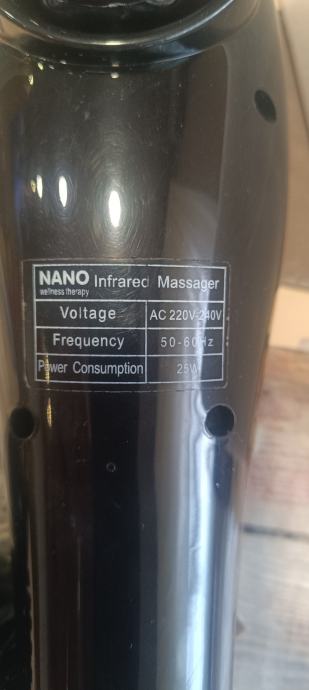 NANO Infrared Massager
wellness therapy
Voltage AC 220V-240V
Frequency 50-60Hz
Power Consumption 25W